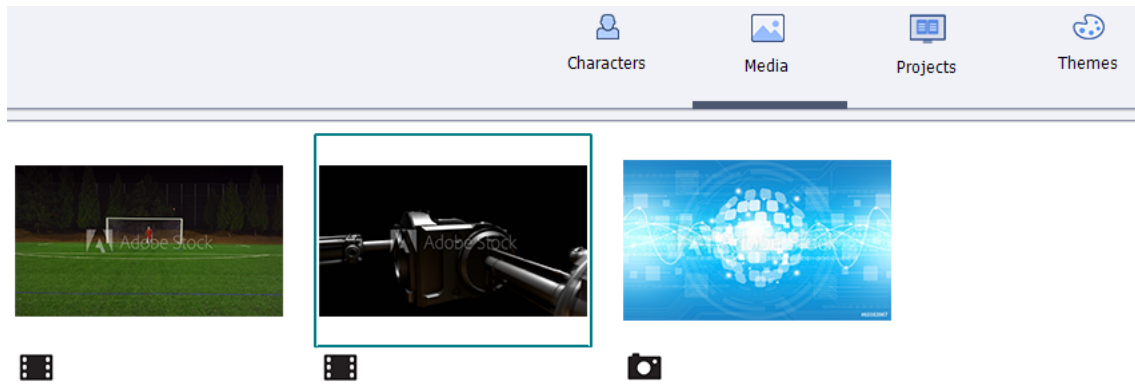 Characters
Media
Projects
Themes
Adobe Stock
Adobe Stock